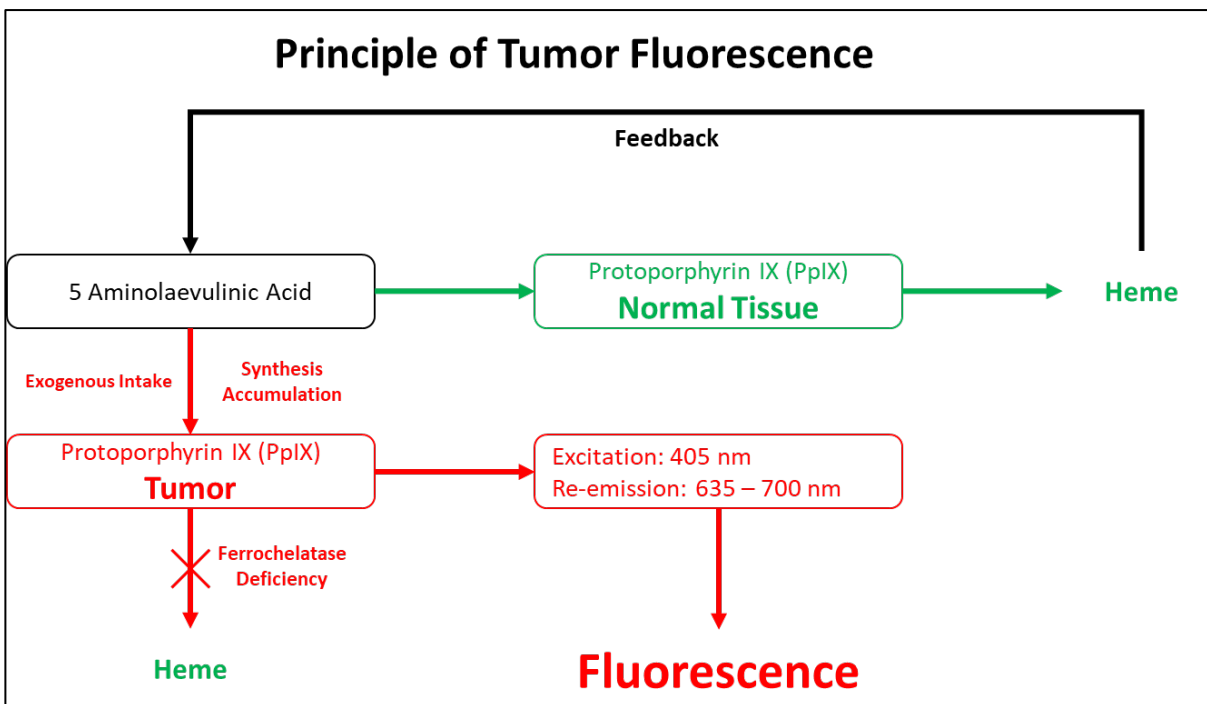 Principle of Tumor Fluorescence
Feedback
5 Aminolaevulinic Acid
Protoporphyrin IX (PpIX)
Normal Tissue
Heme
Exogenous Intake
Synthesis
Accumulation
Protoporphyrin IX (PpIX)
Tumor
Excitation: 405 nm
Re-emission: 635 – 700 nm
Ferrochelatase
Deficiency
Heme
Fluorescence